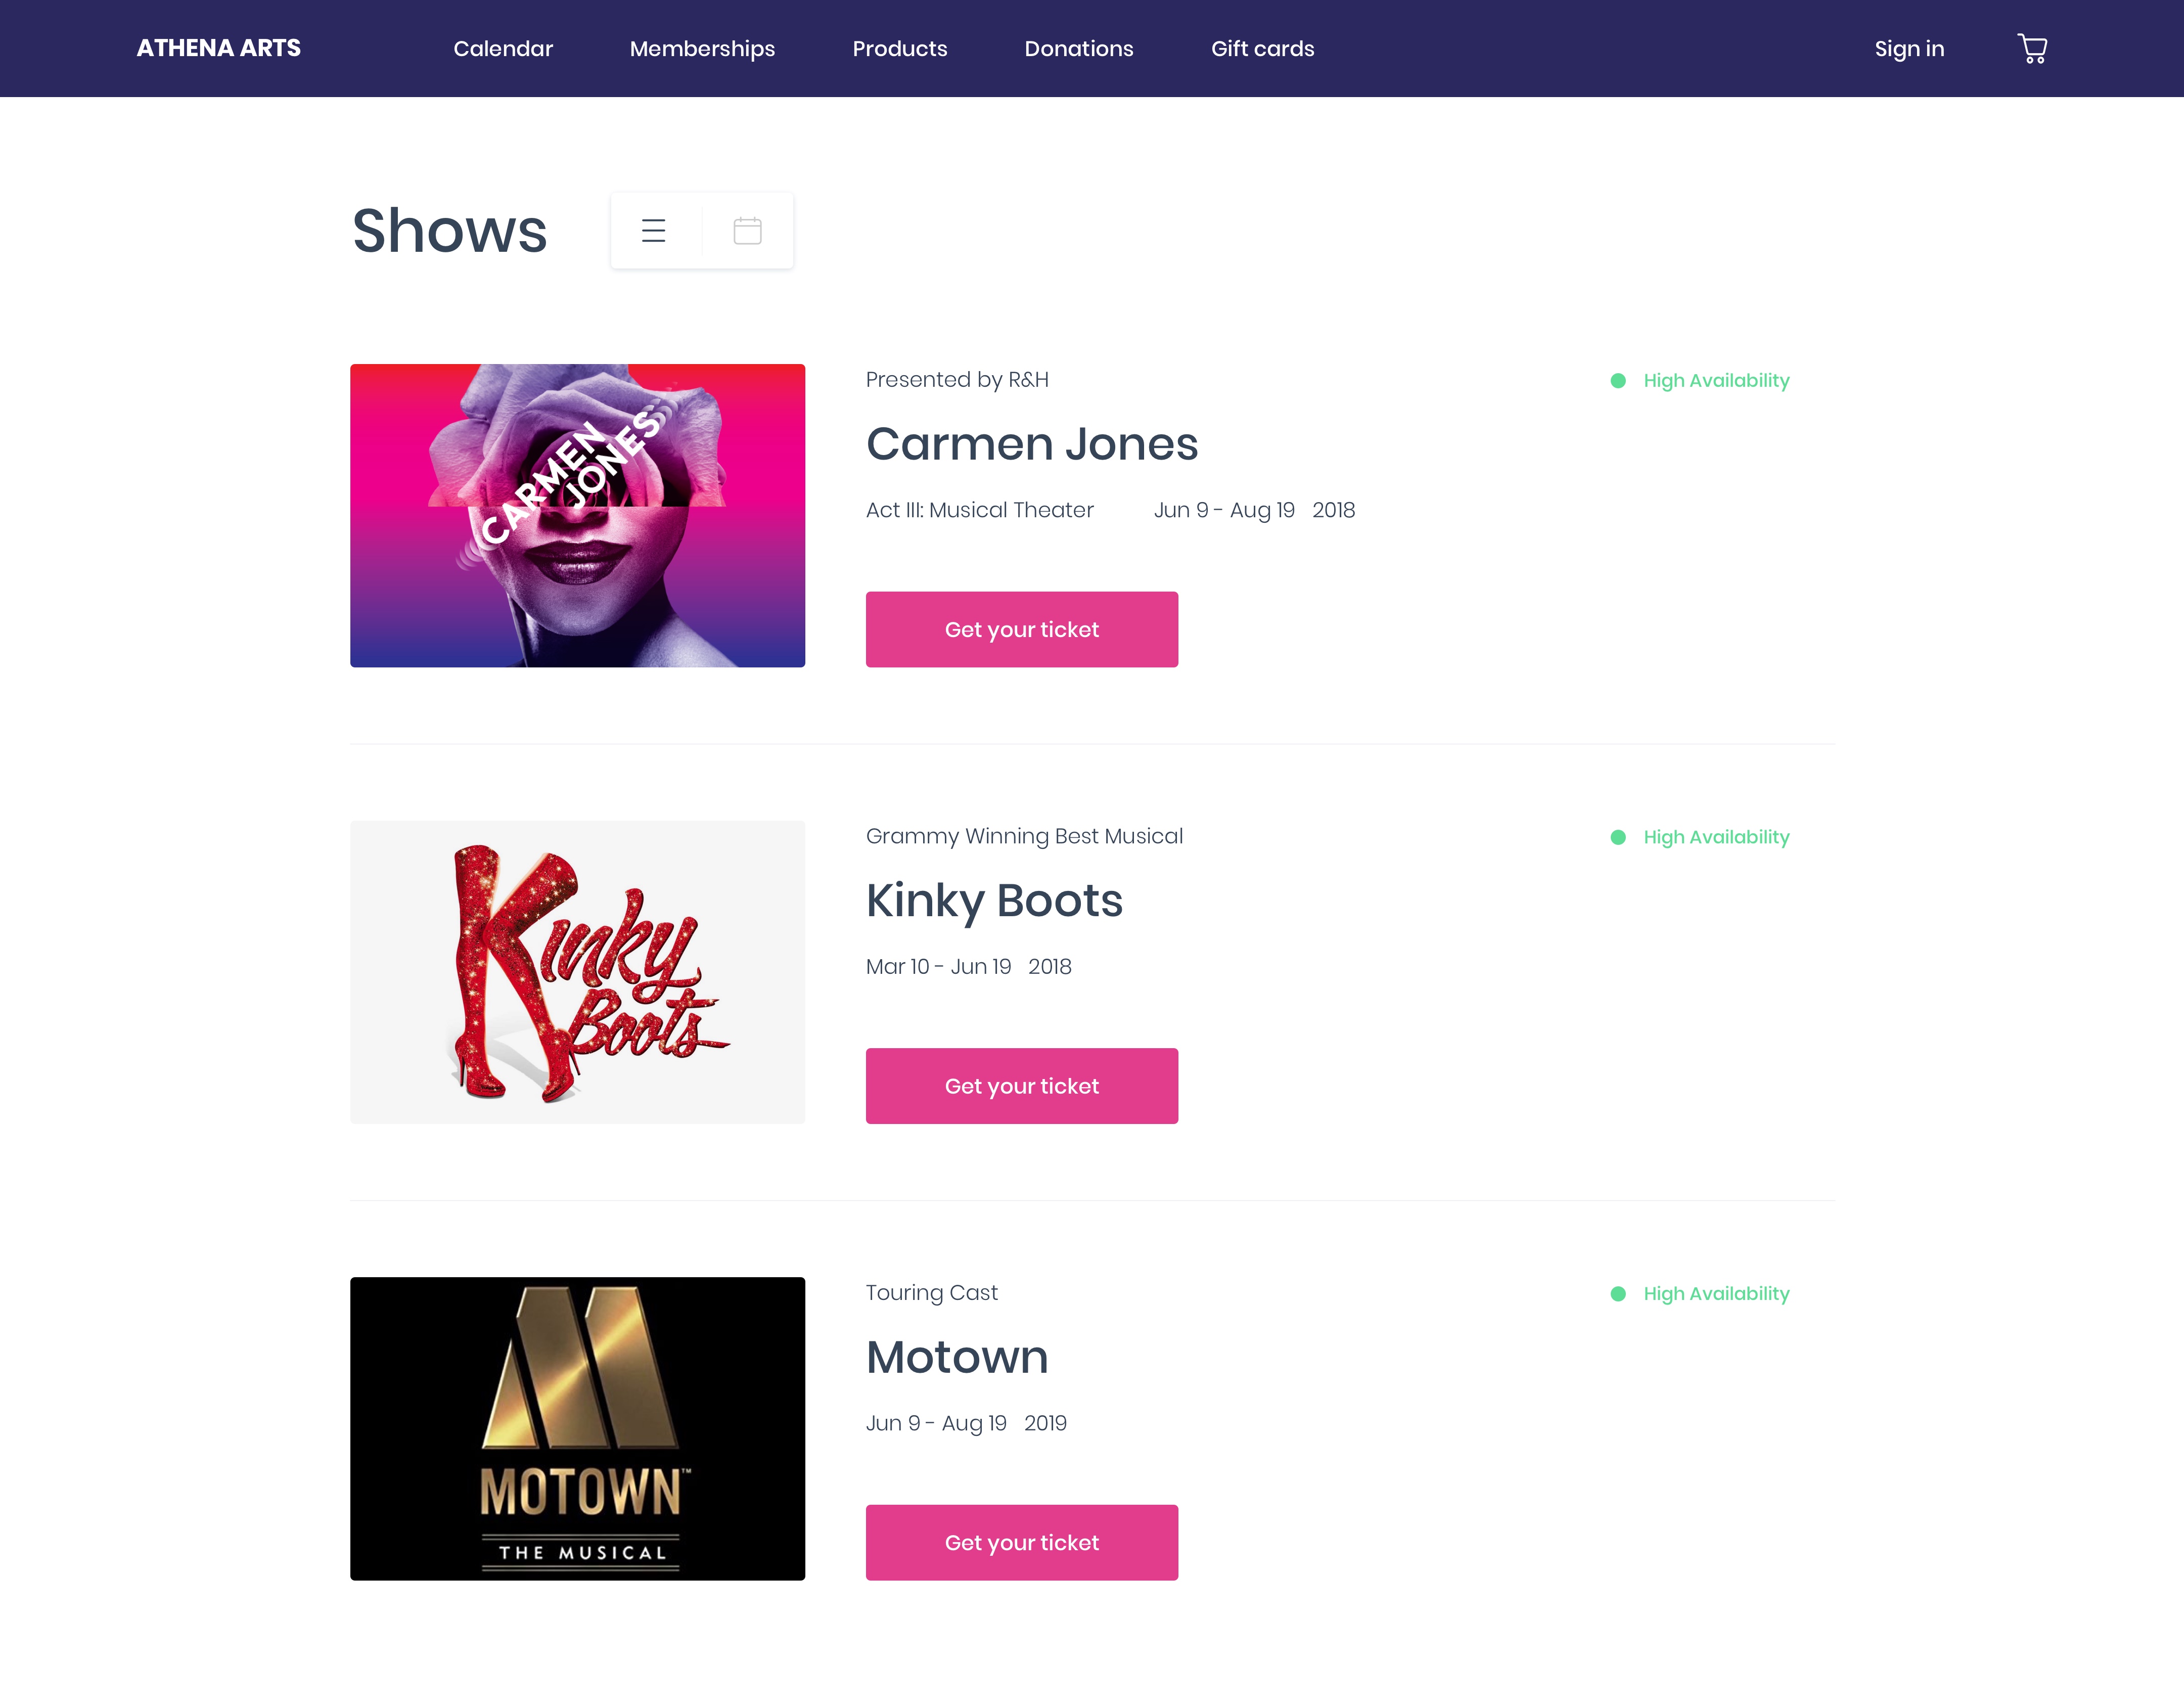 ATHENA ARTS Calendar Memberships Products Donations Gift cards Sign in
Shows
CARMEN
JONES
Presented by R&H
High Availability
Carmen Jones
Act III: Musical Theater Jun 9 - Aug 19 2018
Get your ticket
Kinky
Boots
Grammy Winning Best Musical
High Availability
Kinky Boots
Mar 10 - Jun 19 2018
Get your ticket
MOTOWN™
THE MUSICAL
Touring Cast
High Availability
Motown
Jun 9 - Aug 19 2019
Get your ticket